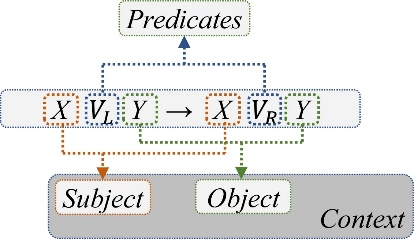 Predicates
X V_L Y → X V_R Y
Subject Object
Context